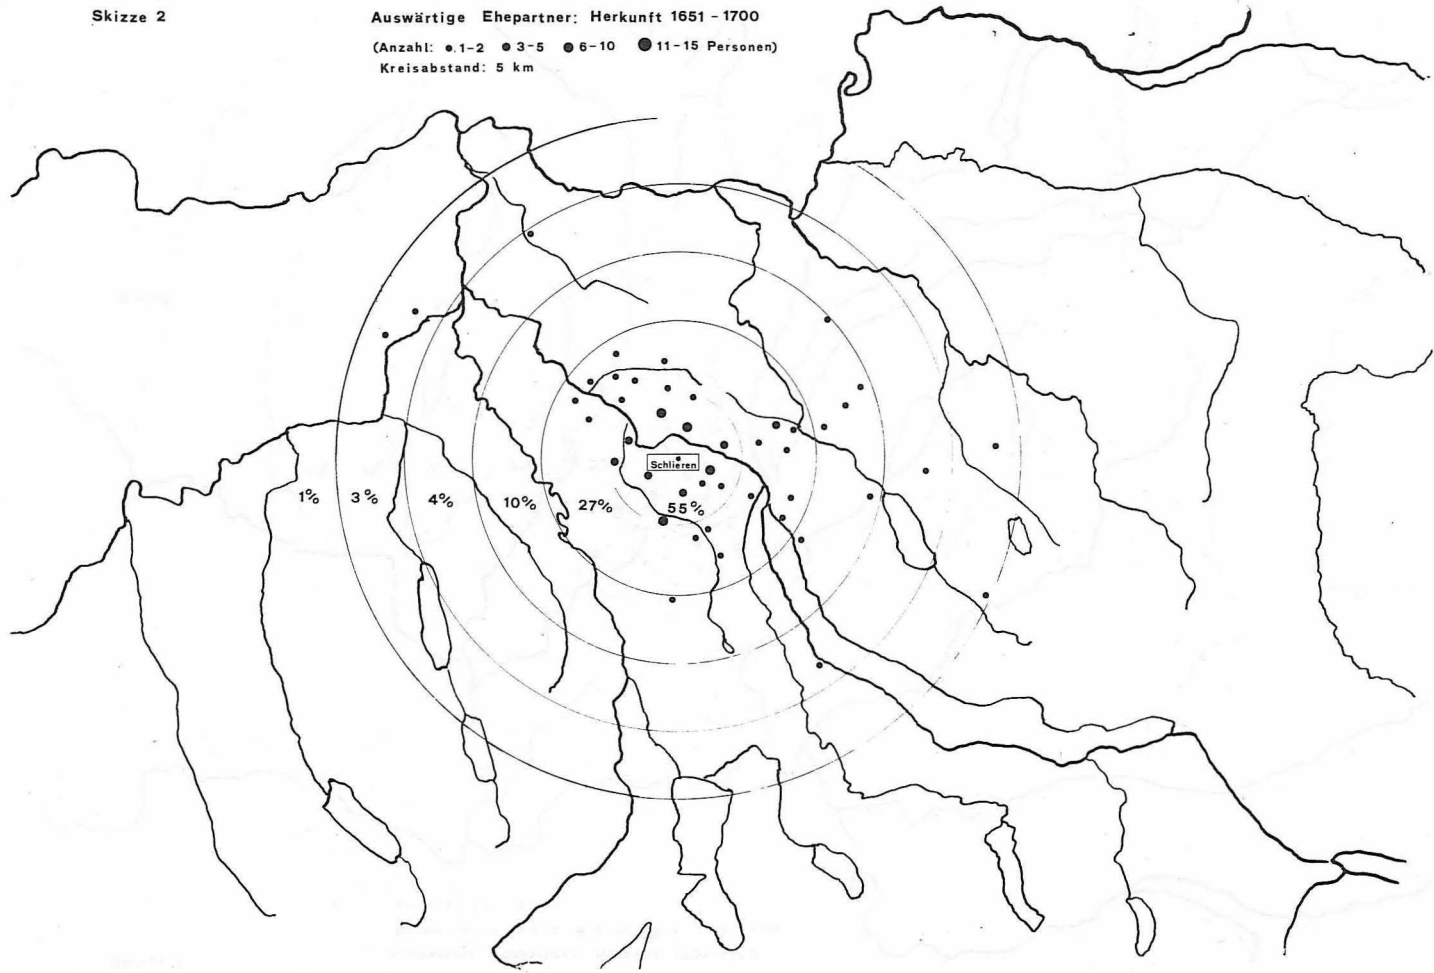 Skizze 2
Auswärtige Ehepartner: Herkunft 1651 - 1700
(Anzahl: 1-2 3-5 6-10 11-15 Personen)
Kreisabstand: 5 km
Schlieren
1% 3% 4% 10% 27% 55%